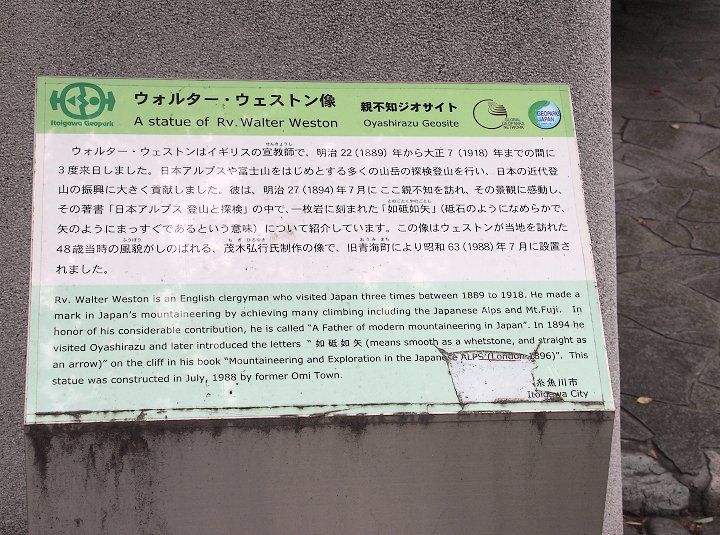 Itoigawa Geopark
ウォルター・ウェストン像
A statue of Rv. Walter Weston
親不知ジオサイト
Oyashirazu Geosite
GLOBAL
GEOPARKS
NETWORK
GEOPARK
JAPAN
ウォルター・ウェストンはイギリスの宣教師で、明治22（1889）年から大正7（1918）年までの間に
3度来日しました。日本アルプスや富士山をはじめとする多くの山岳の探検登山を行い、日本の近代登
山の振興に大きく貢献しました。彼は、明治27（1894）年7月に ここ親不知を訪れ、その景観に感動し、
その著書「日本アルプス 登山と探検」の中で、一枚岩に刻まれた「如砥如矢」（砥石のようになめらかで、
矢のようにまっすぐであるという意味）について紹介しています。この像はウェストンが当地を訪れた
48歳当時の風貌がしのばれる、茂木弘行氏制作の像で、旧青海町により昭和63（1988）年7月に設置さ
れました。
Rv. Walter Weston is an English clergyman who visited Japan three times between 1889 to 1918. He made a
mark in Japan's mountaineering by achieving many climbing including the Japanese Alps and Mt.Fuji. In
honor of his considerable contribution, he is called "A Father of modern mountaineering in Japan". In 1894 he
visited Oyashirazu and later introduced the letters " 如砥如矢 (means smooth as a whetstone, and straight as
an arrow)" on the cliff in his book "Mountaineering and Exploration in the Japanese ALPS (London 1896)". This
statue was constructed in July, 1988 by former Omi Town.
糸魚川市
Itoigawa City